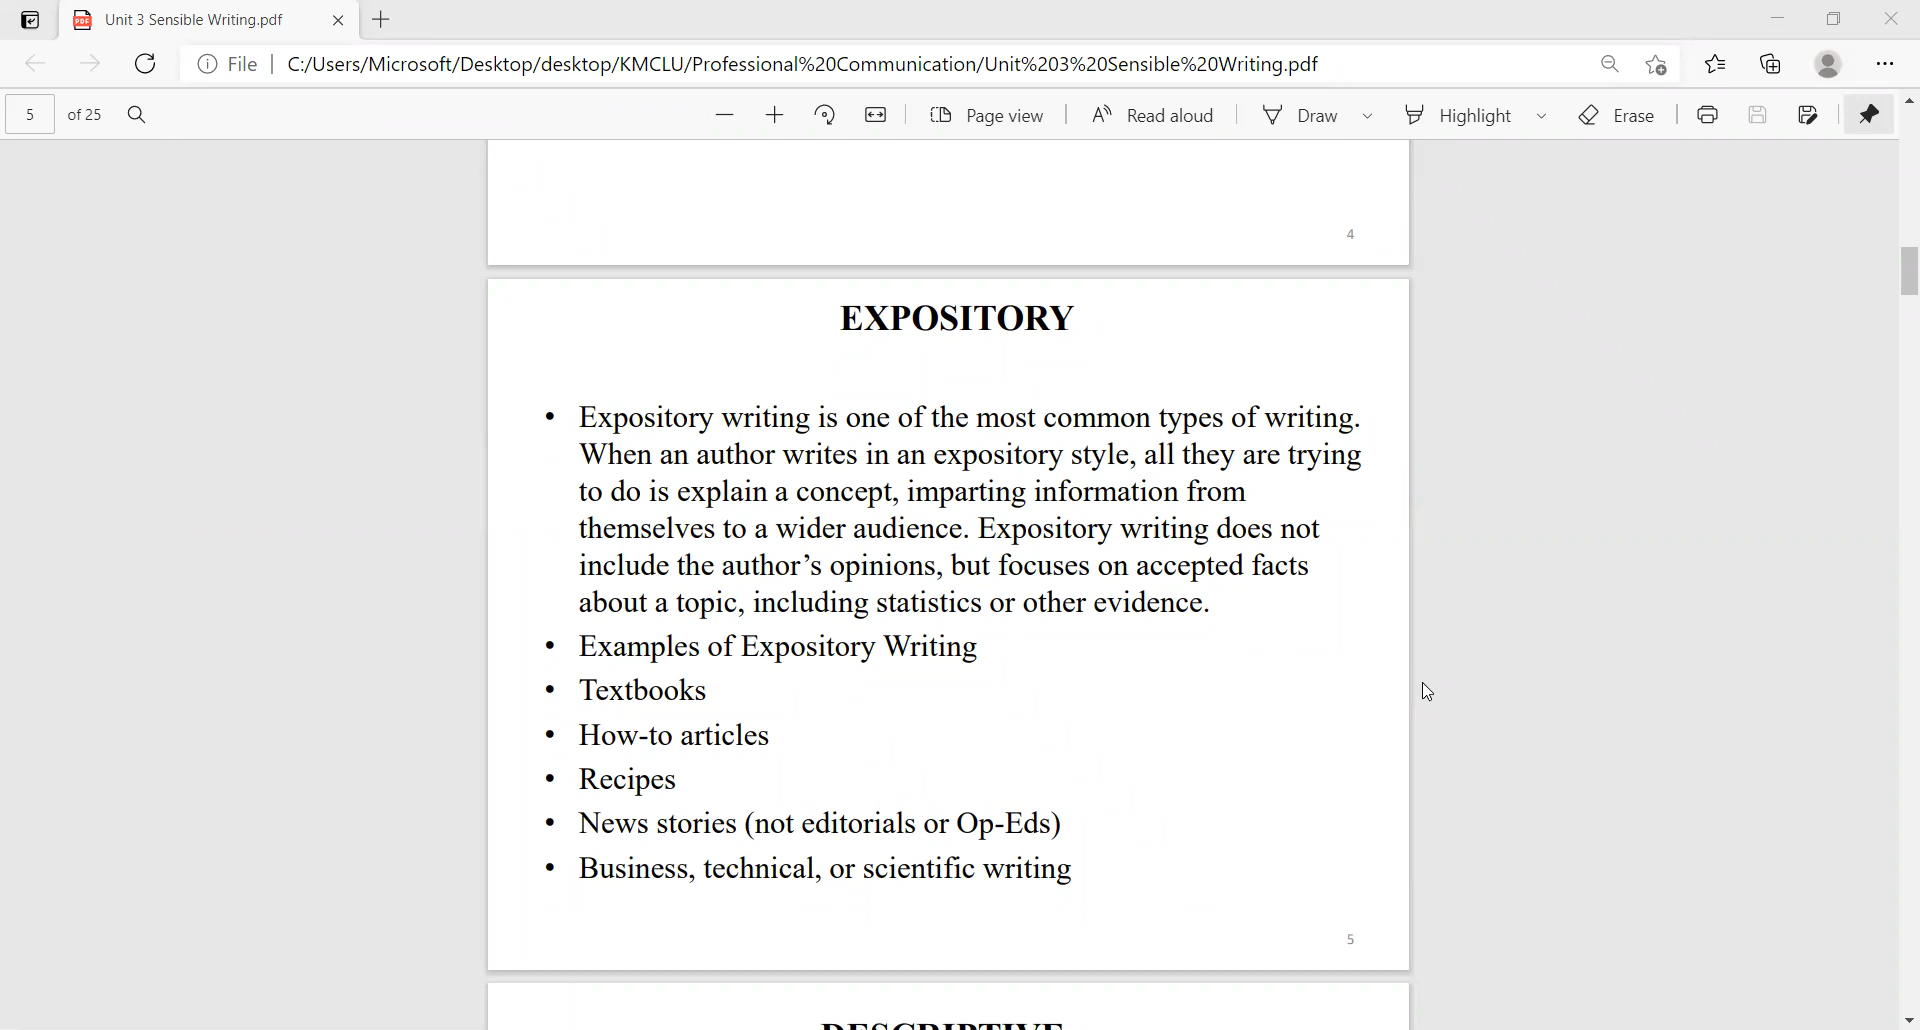 Unit 3 Sensible Writing.pdf
File
C:/Users/Microsoft/Desktop/desktop/KMCLU/Professional%20Communication/Unit%203%20Sensible%20Writing.pdf
5 of 25
Page view
Read aloud
Draw
Highlight
Erase
4
EXPOSITORY
• Expository writing is one of the most common types of writing.
When an author writes in an expository style, all they are trying
to do is explain a concept, imparting information from
themselves to a wider audience. Expository writing does not
include the author’s opinions, but focuses on accepted facts
about a topic, including statistics or other evidence.
• Examples of Expository Writing
• Textbooks
• How-to articles
• Recipes
• News stories (not editorials or Op-Eds)
• Business, technical, or scientific writing
5
DESCRIPTIVE